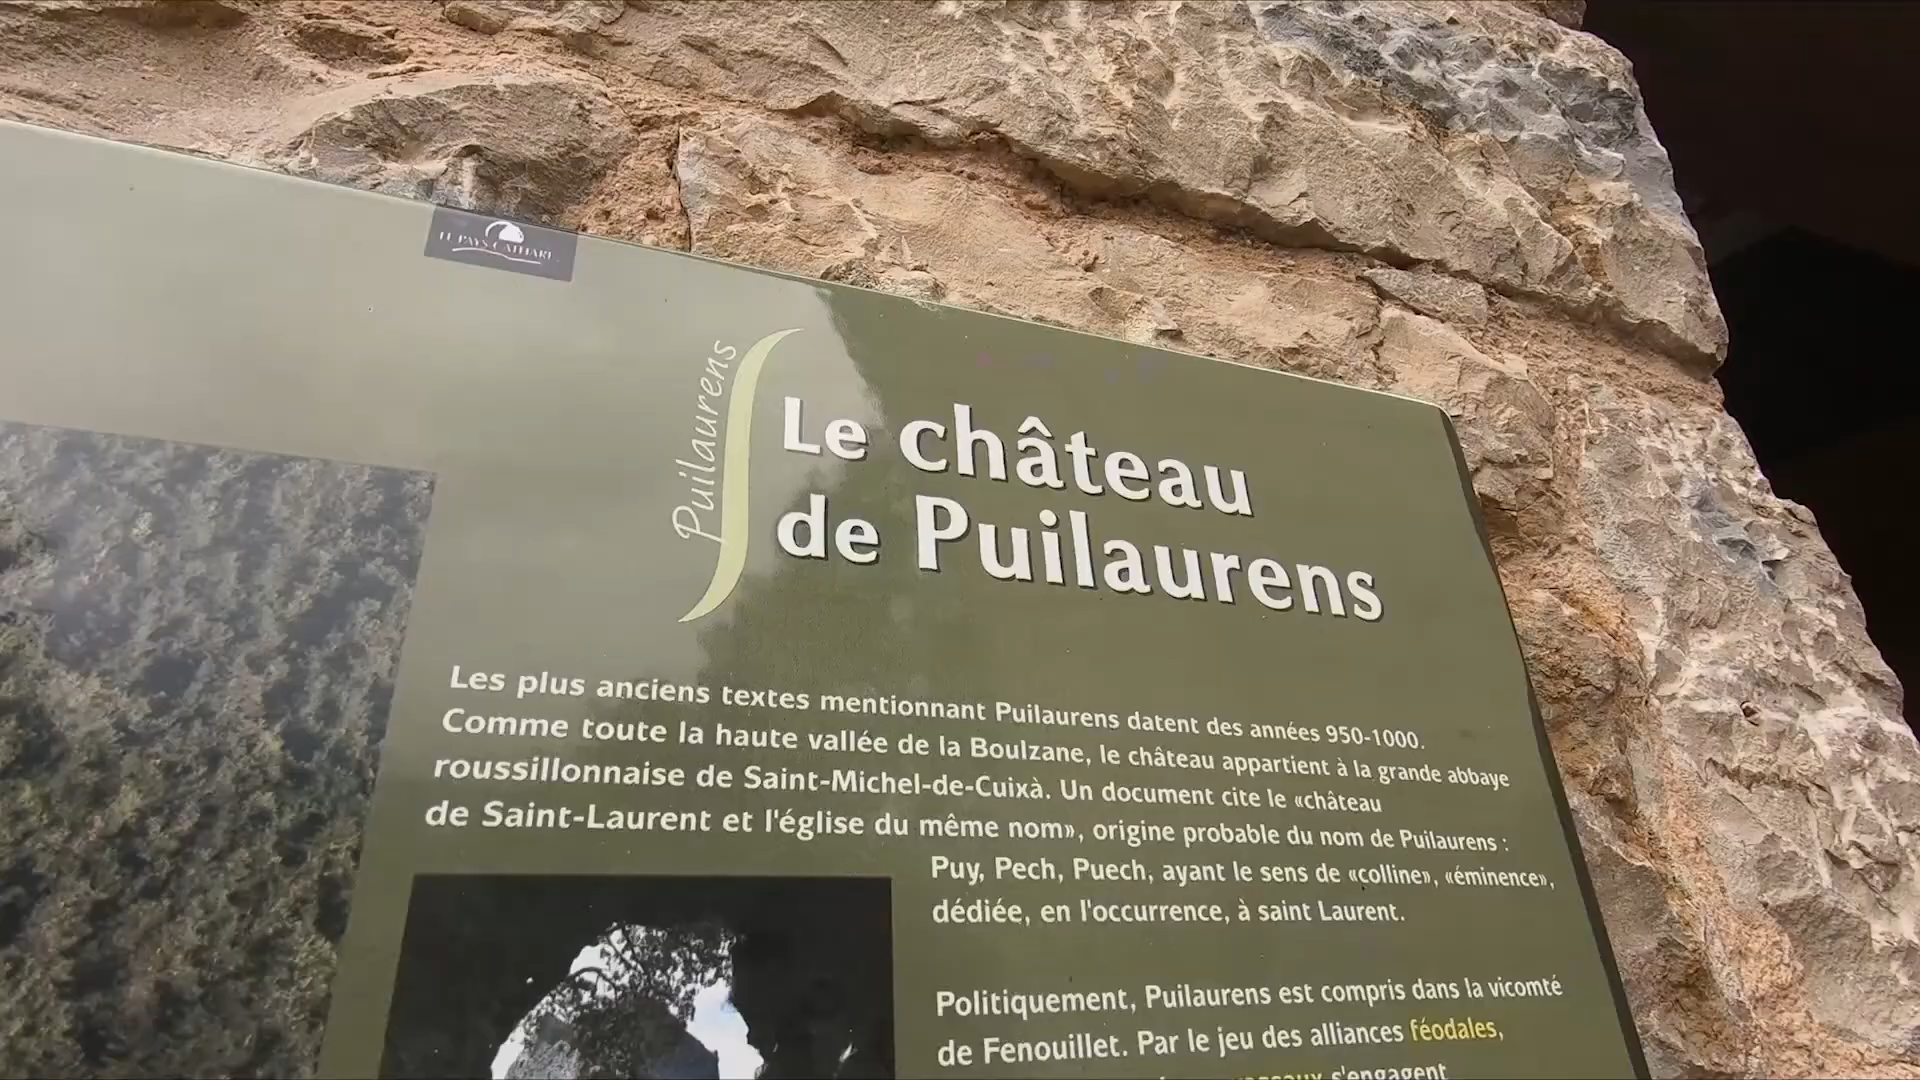 LE PAYS CATHARE
Puilaurens
Le château
de Puilaurens
Les plus anciens textes mentionnant Puilaurens datent des années 950-1000.
Comme toute la haute vallée de la Boulzane, le château appartient à la grande abbaye
roussillonnaise de Saint-Michel-de-Cuixà. Un document cite le «château
de Saint-Laurent et l'église du même nom», origine probable du nom de Puilaurens :
Puy, Pech, Puech, ayant le sens de «colline», «éminence»,
dédiée, en l'occurrence, à saint Laurent.
Politiquement, Puilaurens est compris dans la vicomté
de Fenouillet. Par le jeu des alliances féodales,
s'engagent